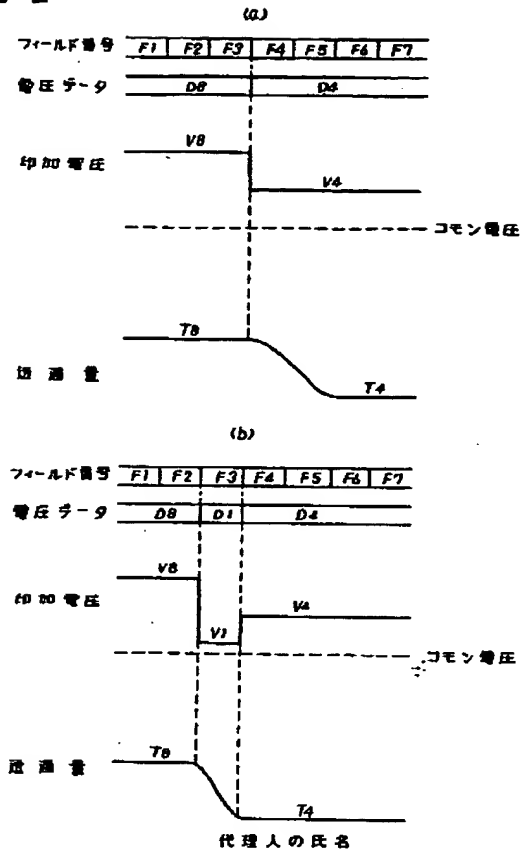 (a)
フィールド番号 F1 F2 F3 F4 F5 F6 F7
電圧データ D8 D4
印加電圧 V8 V4
コモン電圧
透過量 T8 T4
(b)
フィールド番号 F1 F2 F3 F4 F5 F6 F7
電圧データ D8 D1 D4
印加電圧 V8 V1 V4
コモン電圧
透過量 T8 T4
代理人の氏名